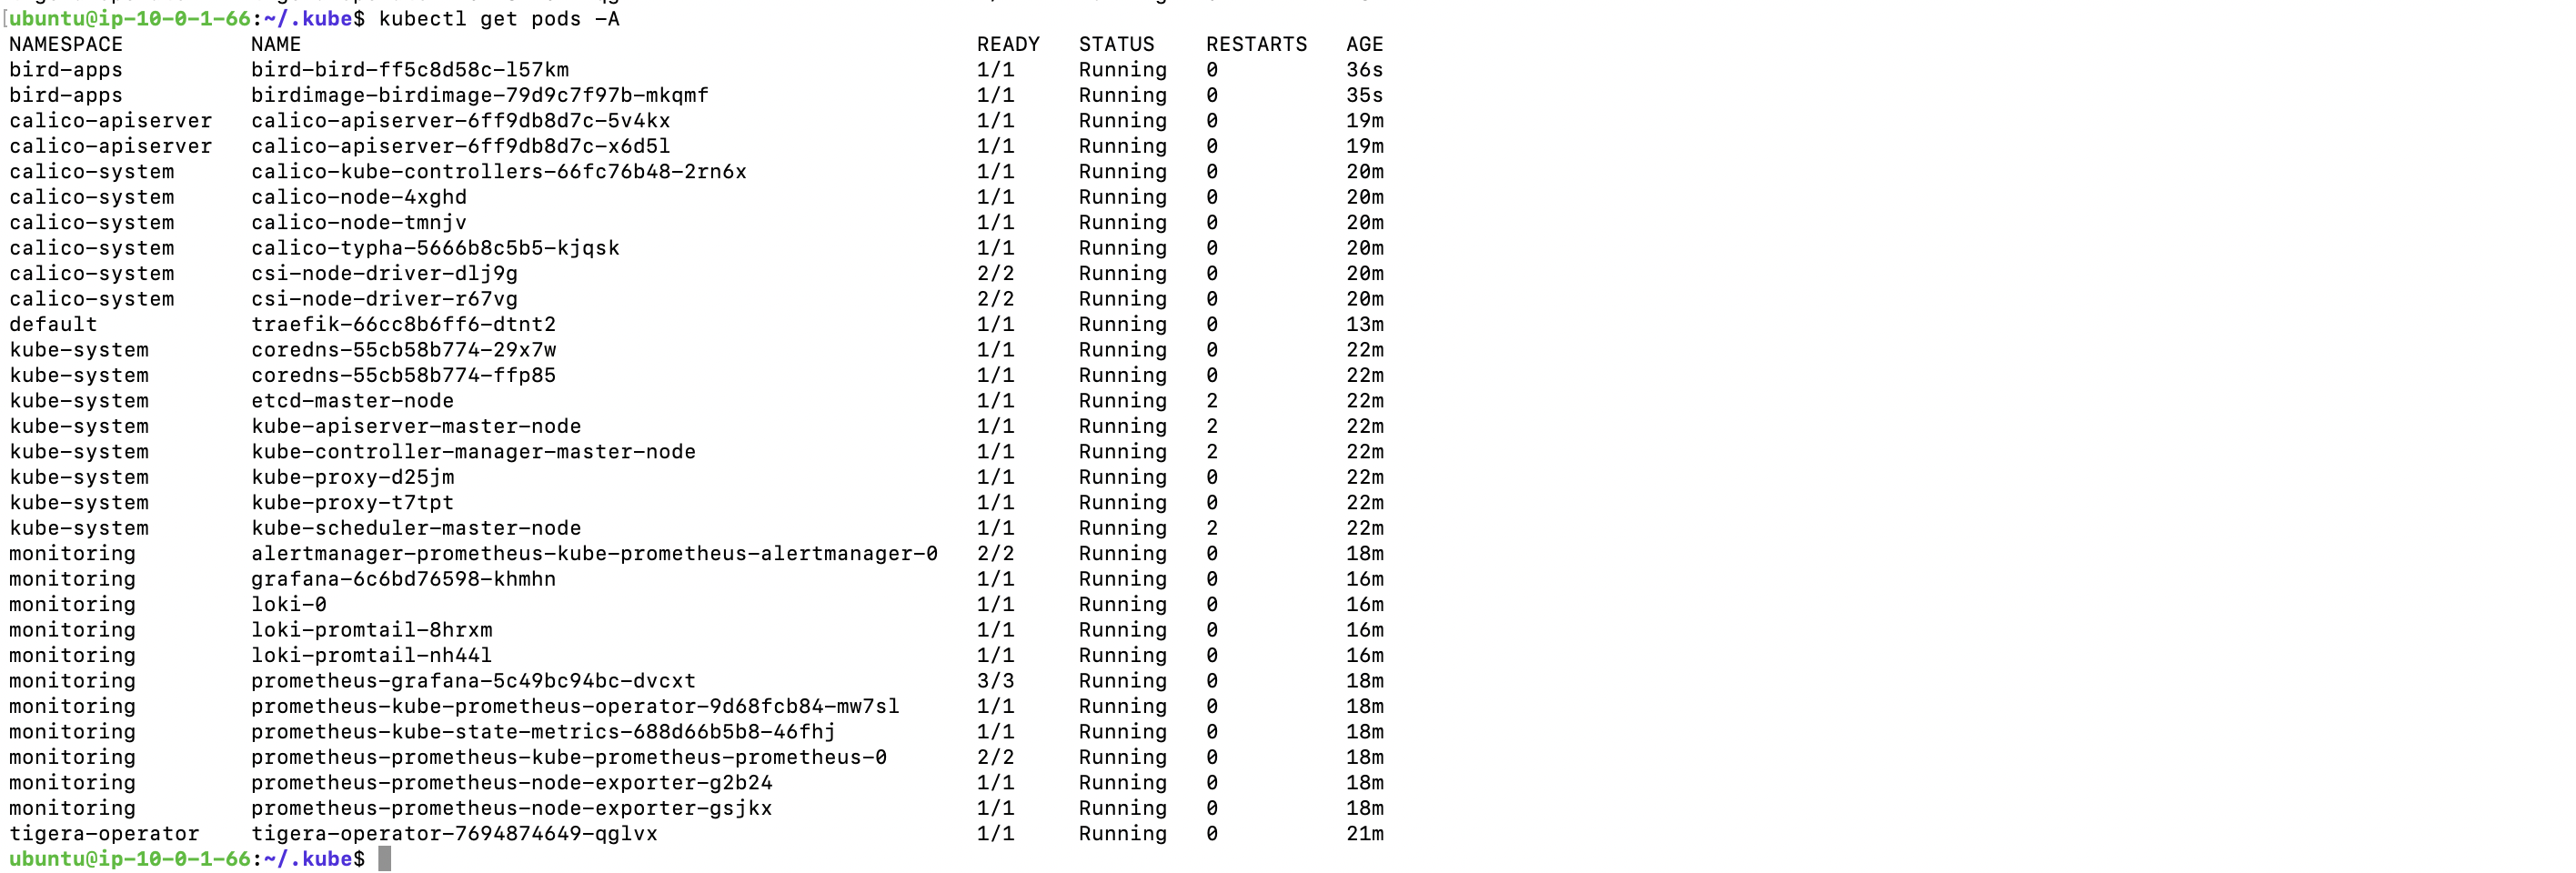 ubuntu@ip-10-0-1-66:~/.kube$ kubectl get pods -A
NAMESPACE NAME READY STATUS RESTARTS AGE
bird-apps bird-bird-ff5c8d58c-l57km 1/1 Running 0 36s
bird-apps birdimage-birdimage-79d9c7f97b-mkqmf 1/1 Running 0 35s
calico-apiserver calico-apiserver-6ff9db8d7c-5v4kx 1/1 Running 0 19m
calico-apiserver calico-apiserver-6ff9db8d7c-x6d5l 1/1 Running 0 19m
calico-system calico-kube-controllers-66fc76b48-2rn6x 1/1 Running 0 20m
calico-system calico-node-4xghd 1/1 Running 0 20m
calico-system calico-node-tmnjv 1/1 Running 0 20m
calico-system calico-typha-5666b8c5b5-kjqsk 1/1 Running 0 20m
calico-system csi-node-driver-dlj9g 2/2 Running 0 20m
calico-system csi-node-driver-r67vg 2/2 Running 0 20m
default traefik-66cc8b6ff6-dtnt2 1/1 Running 0 13m
kube-system coredns-55cb58b774-29x7w 1/1 Running 0 22m
kube-system coredns-55cb58b774-ffp85 1/1 Running 0 22m
kube-system etcd-master-node 1/1 Running 2 22m
kube-system kube-apiserver-master-node 1/1 Running 2 22m
kube-system kube-controller-manager-master-node 1/1 Running 2 22m
kube-system kube-proxy-d25jm 1/1 Running 0 22m
kube-system kube-proxy-t7tpt 1/1 Running 0 22m
kube-system kube-scheduler-master-node 1/1 Running 2 22m
monitoring alertmanager-prometheus-kube-prometheus-alertmanager-0 2/2 Running 0 18m
monitoring grafana-6c6bd76598-khmhn 1/1 Running 0 16m
monitoring loki-0 1/1 Running 0 16m
monitoring loki-promtail-8hrxm 1/1 Running 0 16m
monitoring loki-promtail-nh44l 1/1 Running 0 16m
monitoring prometheus-grafana-5c49bc94bc-dvcxt 3/3 Running 0 18m
monitoring prometheus-kube-prometheus-operator-9d68fcb84-mw7sl 1/1 Running 0 18m
monitoring prometheus-kube-state-metrics-688d66b5b8-46fhj 1/1 Running 0 18m
monitoring prometheus-prometheus-kube-prometheus-prometheus-0 2/2 Running 0 18m
monitoring prometheus-prometheus-node-exporter-g2b24 1/1 Running 0 18m
monitoring prometheus-prometheus-node-exporter-gsjkx 1/1 Running 0 18m
tigera-operator tigera-operator-7694874649-qglvx 1/1 Running 0 21m
ubuntu@ip-10-0-1-66:~/.kube$